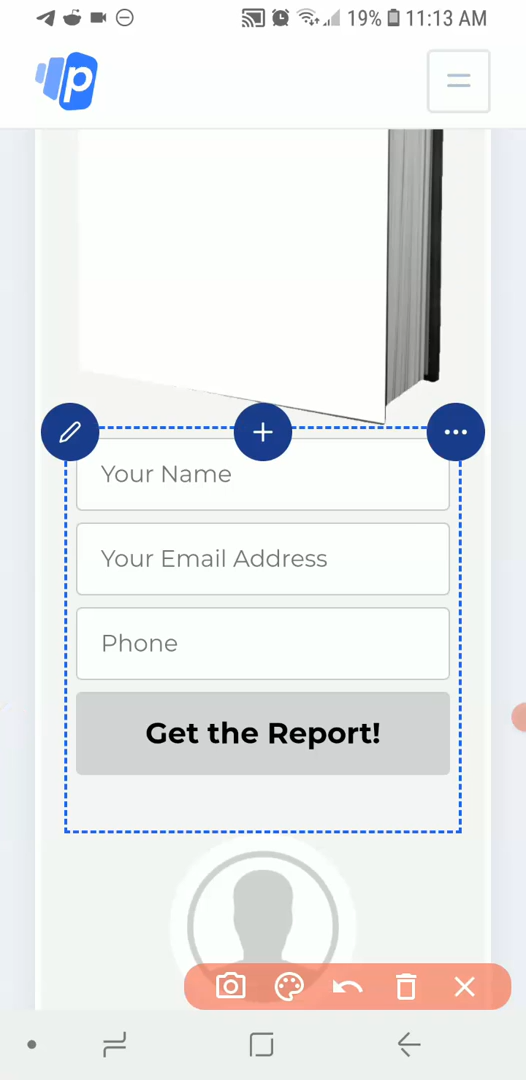 19% 11:13 AM
p
Your Name
Your Email Address
Phone
Get the Report!